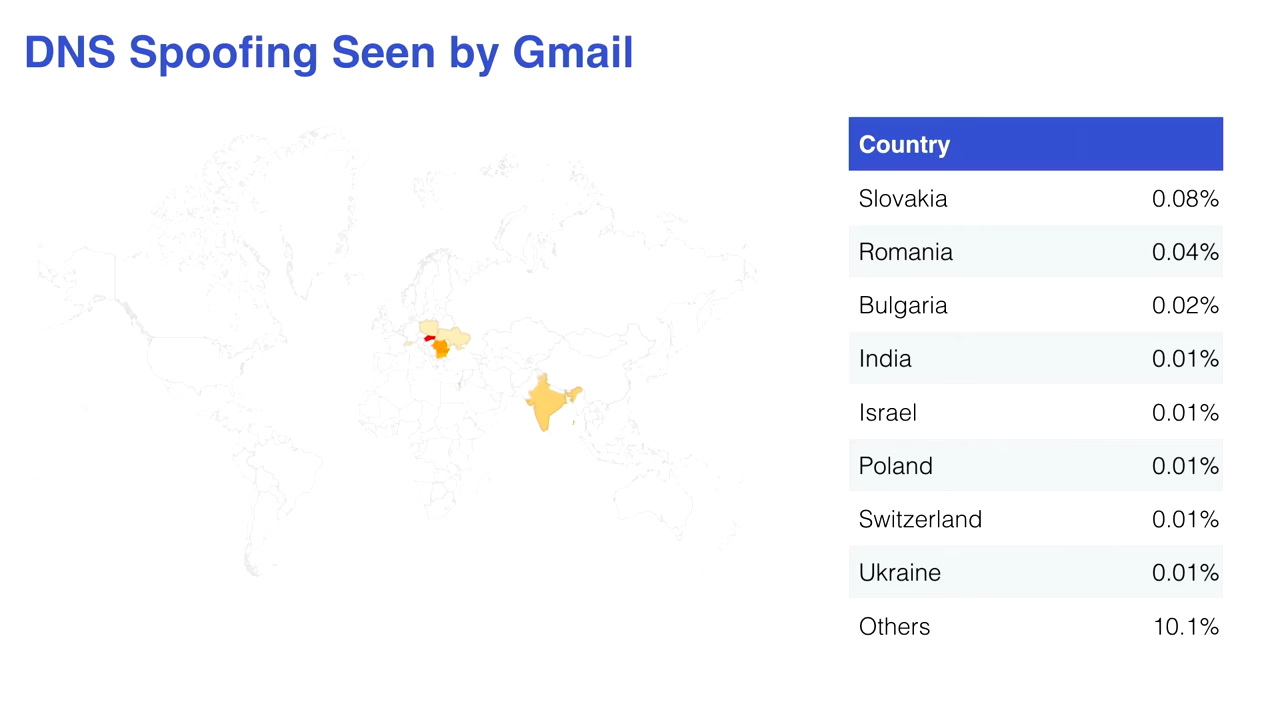 DNS Spoofing Seen by Gmail
Country
Slovakia 0.08%
Romania 0.04%
Bulgaria 0.02%
India 0.01%
Israel 0.01%
Poland 0.01%
Switzerland 0.01%
Ukraine 0.01%
Others 10.1%